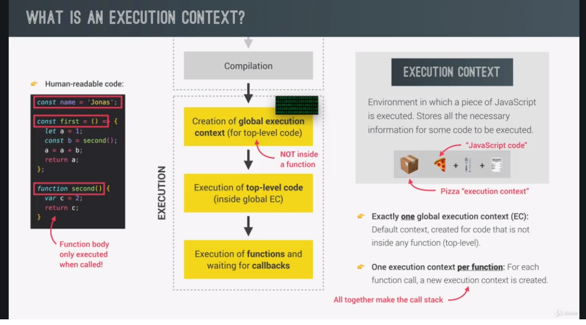 WHAT IS AN EXECUTION CONTEXT?
Human-readable code:
const name = 'Jonas';
const first = () => {
let a = 1;
const b = second();
a = a + b;
return a;
};
function second() {
var c = 2;
return c;
}
Function body
only executed
when called!
EXECUTION
Compilation
Creation of global execution
context (for top-level code)
NOT inside
a function
Execution of top-level code
(inside global EC)
Execution of functions and
waiting for callbacks
EXECUTION CONTEXT
Environment in which a piece of JavaScript
is executed. Stores all the necessary
information for some code to be executed.
"JavaScript code"
+
+
Pizza "execution context"
Exactly one global execution context (EC):
Default context, created for code that is not
inside any function (top-level).
One execution context per function: For each
function call, a new execution context is created.
All together make the call stack